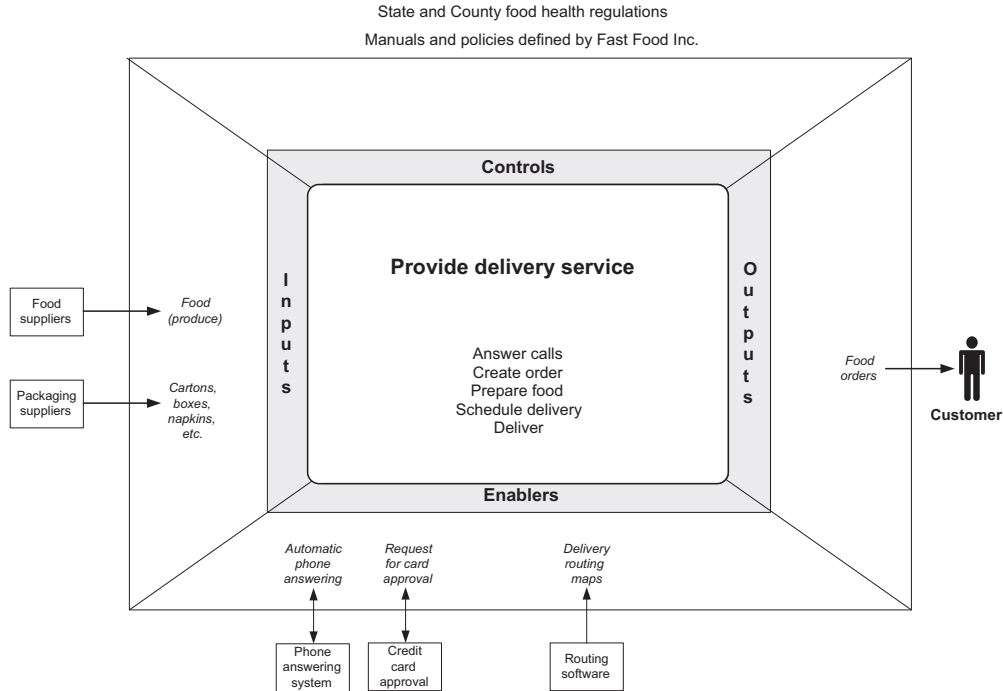 State and County food health regulations
Manuals and policies defined by Fast Food Inc.
Controls
Provide delivery service
Inputs
Outputs
Answer calls
Create order
Prepare food
Schedule delivery
Deliver
Food
suppliers
Food
(produce)
Packaging
suppliers
Cartons,
boxes,
napkins,
etc.
Food
orders
Customer
Enablers
Automatic
phone
answering
Request
for card
approval
Delivery
routing
maps
Phone
answering
system
Credit
card
approval
Routing
software